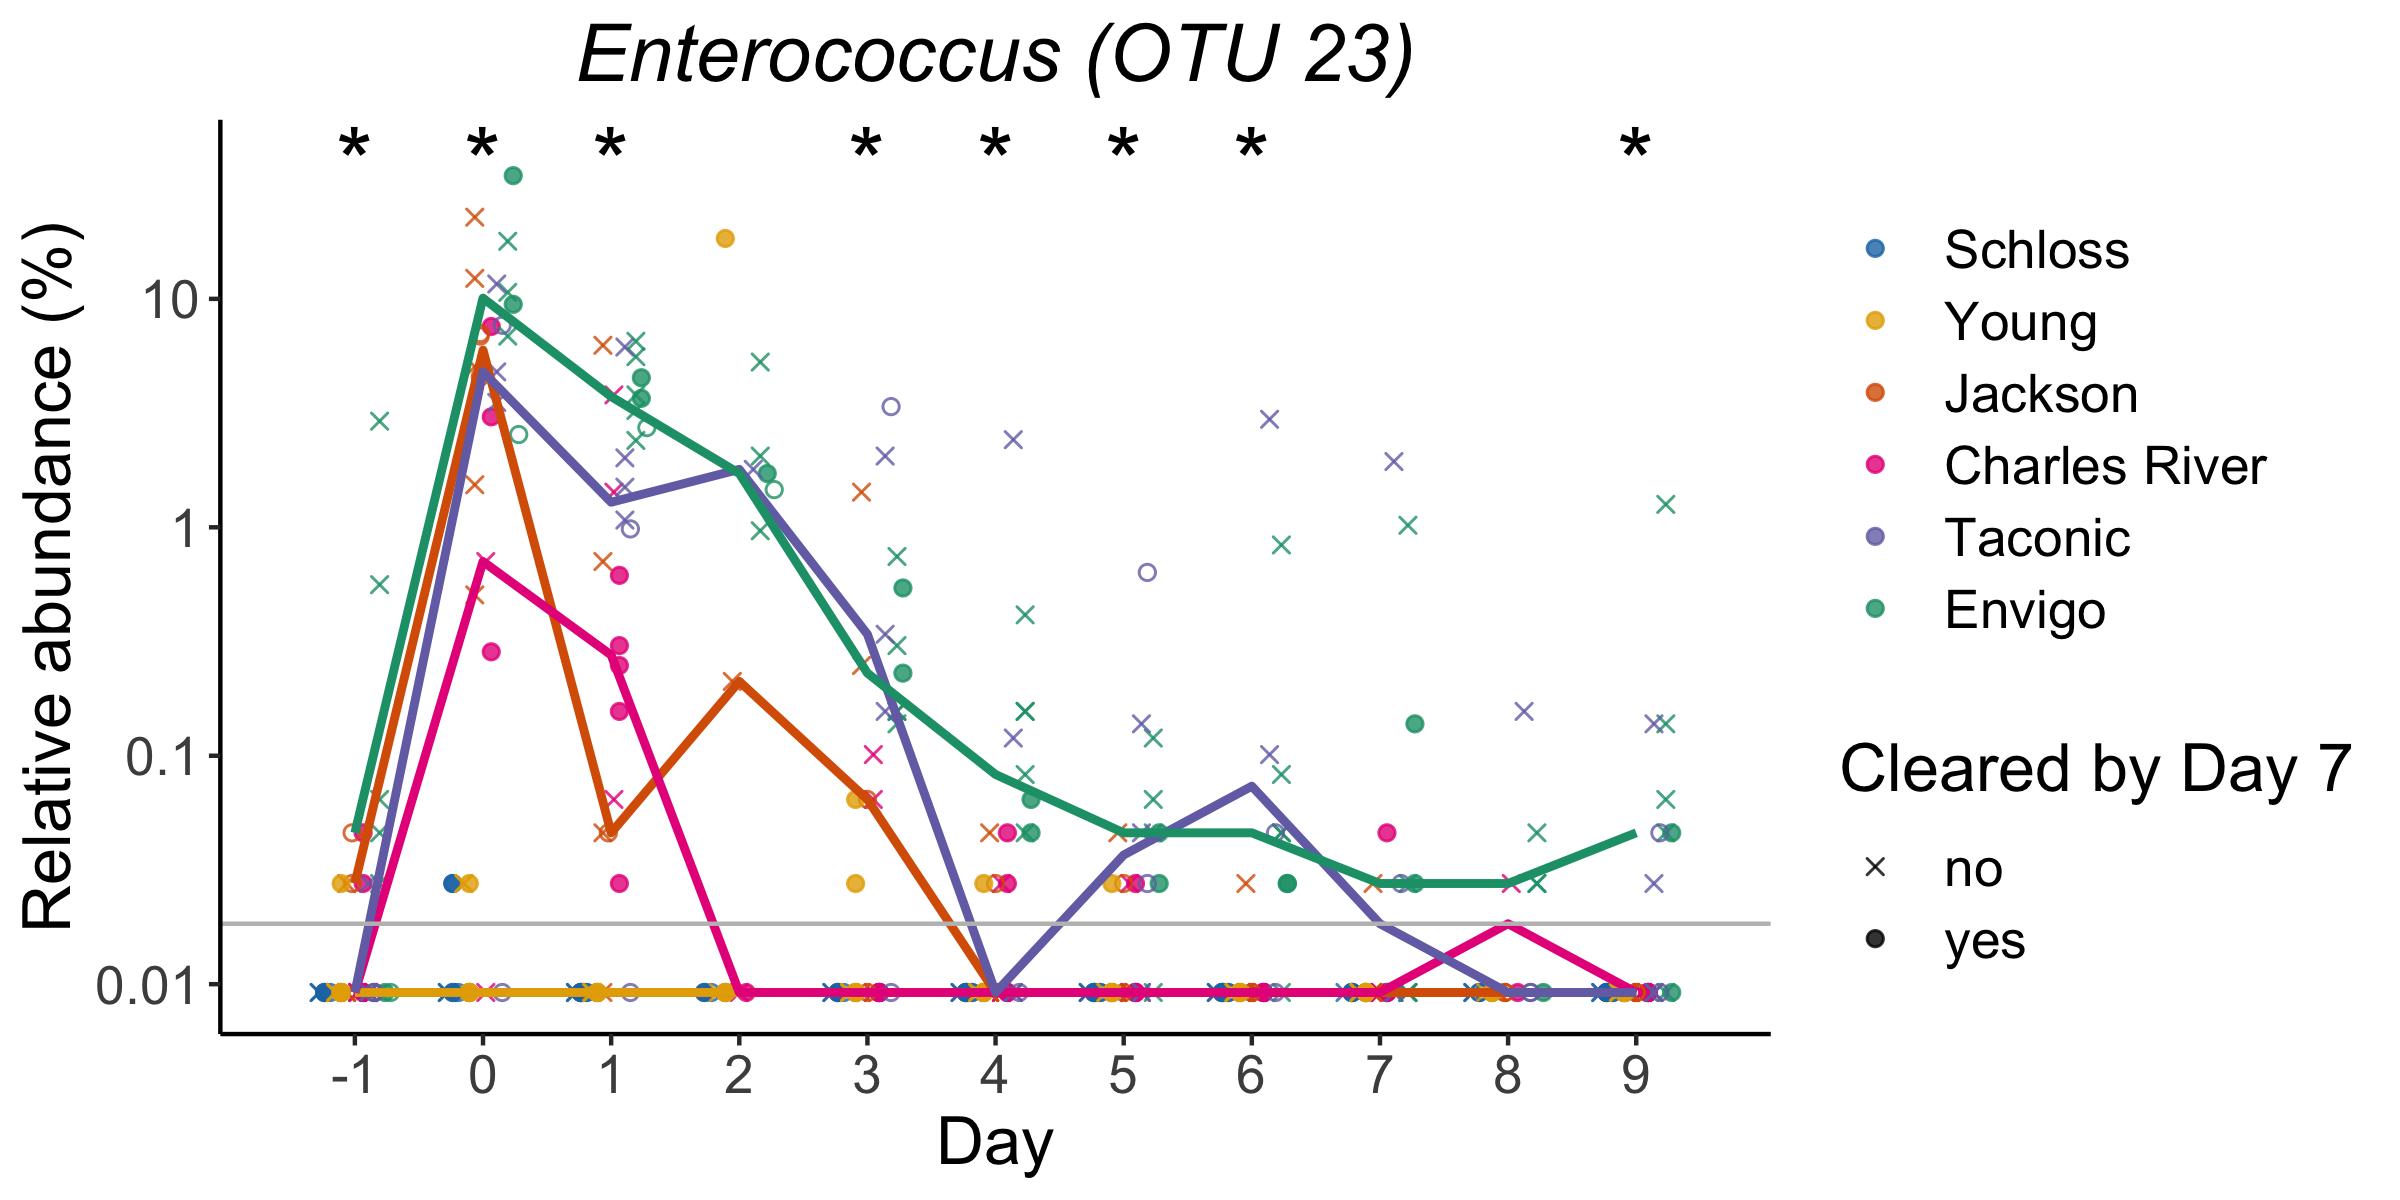 Enterococcus (OTU 23)
* * * * * * * *
Relative abundance (%)
10
1
0.1
0.01
-1 0 1 2 3 4 5 6 7 8 9
Day
Schloss
Young
Jackson
Charles River
Taconic
Envigo
Cleared by Day 7
no
yes